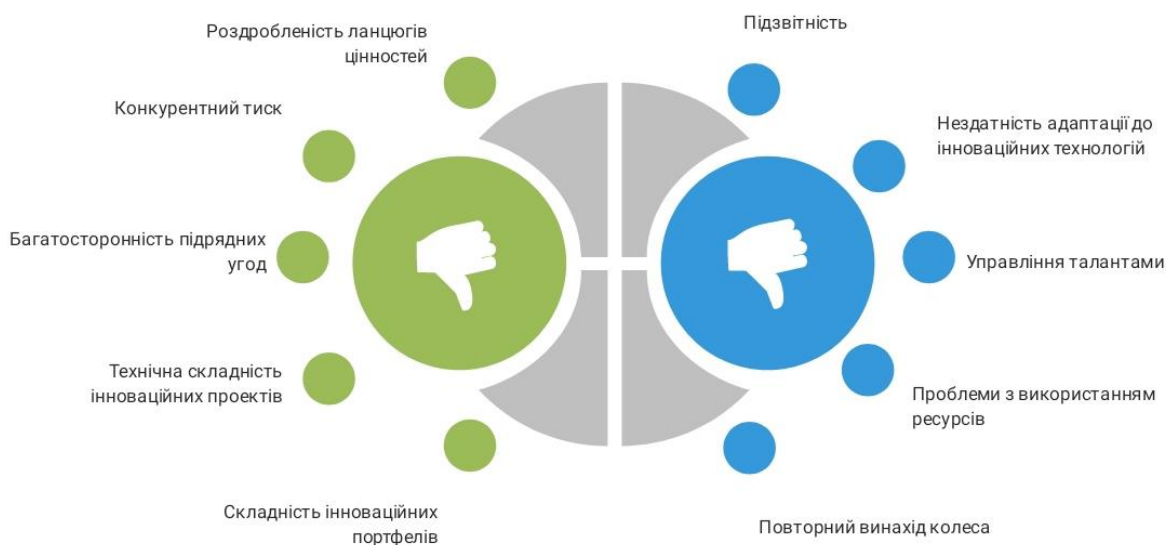 Роздробленість ланцюгів
цінностей
Конкурентний тиск
Багатосторонність підрядних
угод
Технічна складність
інноваційних проектів
Складність інноваційних
портфелів
Підзвітність
Нездатність адаптації до
інноваційних технологій
Управління талантами
Проблеми з використанням
ресурсів
Повторний винахід колеса